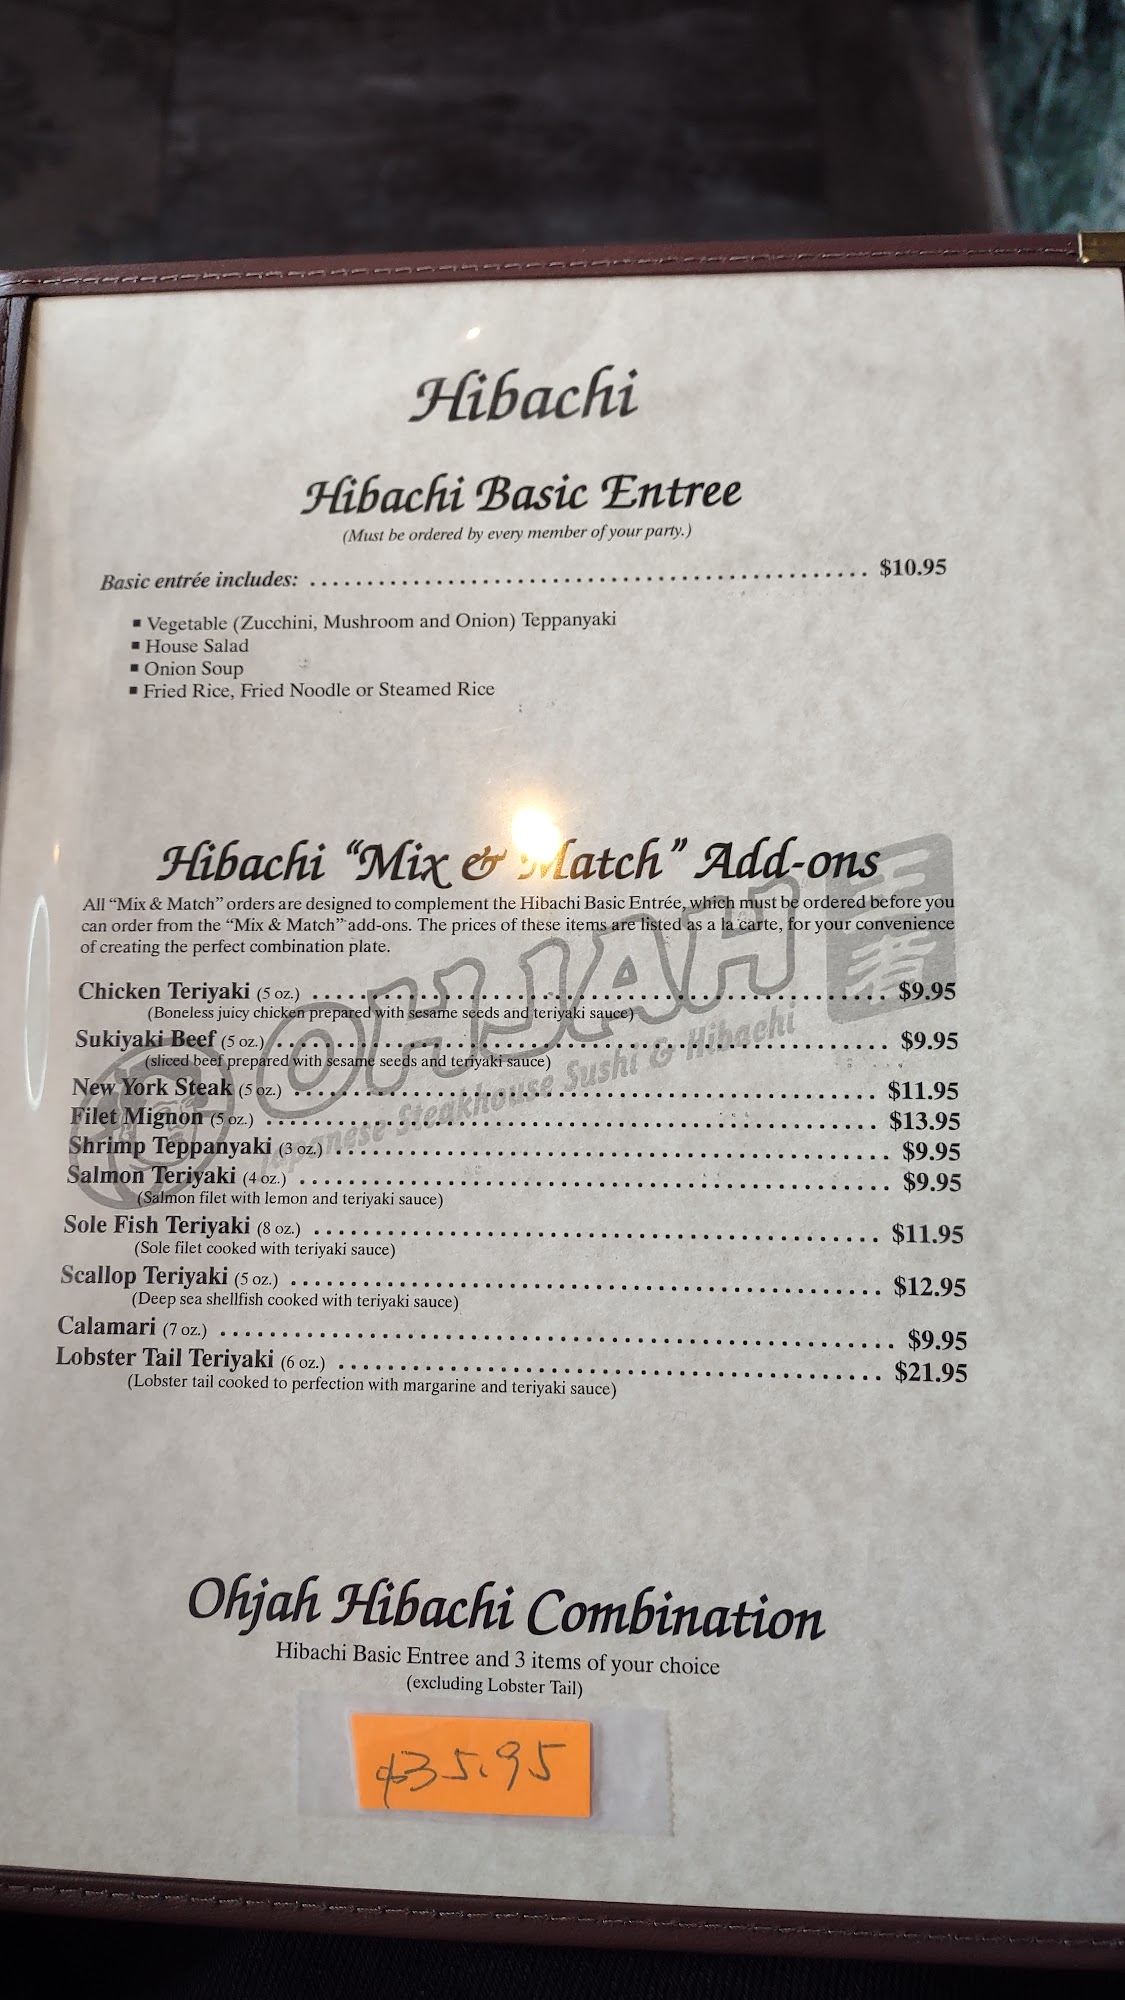 Hibachi
Hibachi Basic Entree
(Must be ordered by every member of your party.)
Basic entrée includes: ........................................................ $10.95
▪ Vegetable (Zucchini, Mushroom and Onion) Teppanyaki
▪ House Salad
▪ Onion Soup
▪ Fried Rice, Fried Noodle or Steamed Rice
Hibachi “Mix & Match” Add-ons
All “Mix & Match” orders are designed to complement the Hibachi Basic Entrée, which must be ordered before you
can order from the “Mix & Match” add-ons. The prices of these items are listed as a la carte, for your convenience
of creating the perfect combination plate.
OHJAH
Japanese Steakhouse Sushi & Hibachi
Chicken Teriyaki (5 oz.) ........................................................ $9.95
(Boneless juicy chicken prepared with sesame seeds and teriyaki sauce)
Sukiyaki Beef (5 oz.) ........................................................ $9.95
(sliced beef prepared with sesame seeds and teriyaki sauce)
New York Steak (5 oz.) ........................................................ $11.95
Filet Mignon (5 oz.) ........................................................ $13.95
Shrimp Teppanyaki (3 oz.) ........................................................ $9.95
Salmon Teriyaki (4 oz.) ........................................................ $9.95
(Salmon filet with lemon and teriyaki sauce)
Sole Fish Teriyaki (8 oz.) ........................................................ $11.95
(Sole filet cooked with teriyaki sauce)
Scallop Teriyaki (5 oz.) ........................................................ $12.95
(Deep sea shellfish cooked with teriyaki sauce)
Calamari (7 oz.) ........................................................ $9.95
Lobster Tail Teriyaki (6 oz.) ........................................................ $21.95
(Lobster tail cooked to perfection with margarine and teriyaki sauce)
Ohjah Hibachi Combination
Hibachi Basic Entree and 3 items of your choice
(excluding Lobster Tail)
$35.95